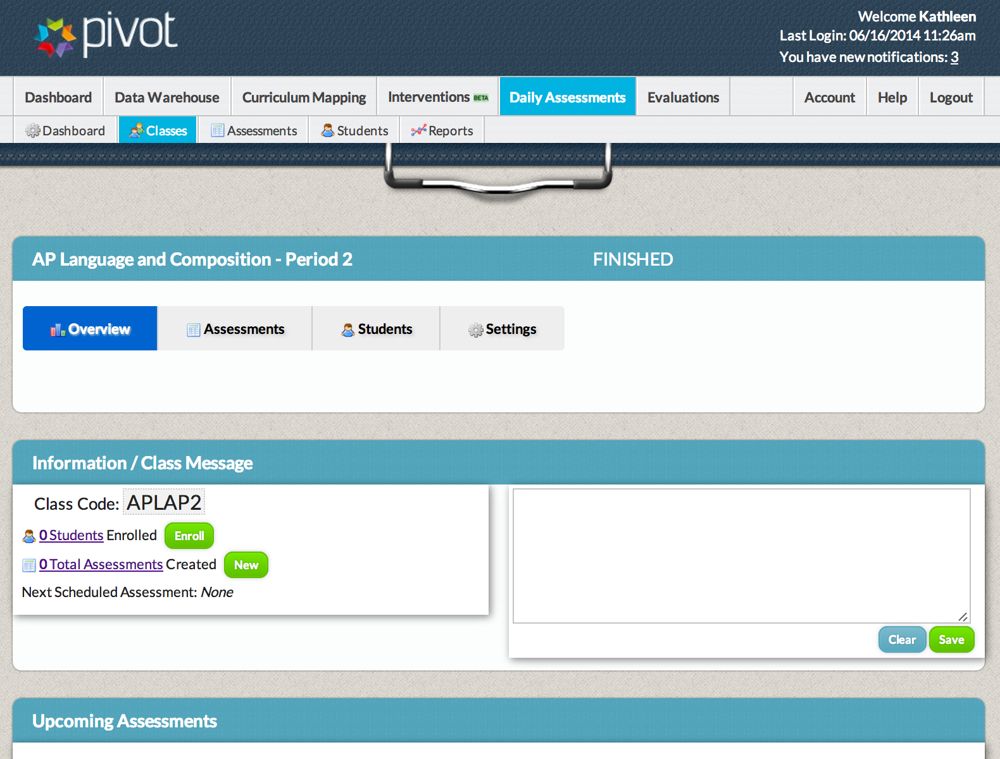 pivot
Welcome Kathleen
Last Login: 06/16/2014 11:26am
You have new notifications: 3
Dashboard Data Warehouse Curriculum Mapping Interventions BETA Daily Assessments Evaluations Account Help Logout
Dashboard Classes Assessments Students Reports
AP Language and Composition - Period 2 FINISHED
Overview Assessments Students Settings
Information / Class Message
Class Code: APLAP2
0 Students Enrolled Enroll
0 Total Assessments Created New
Next Scheduled Assessment: None
Clear Save
Upcoming Assessments